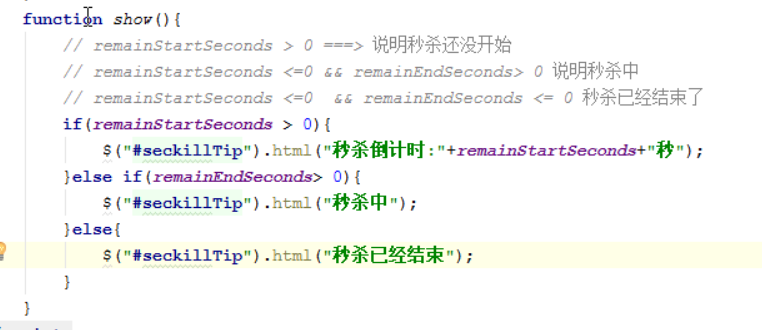 function show(){
// remainStartSeconds > 0 ===> 说明秒杀还没开始
// remainStartSeconds <=0 && remainEndSeconds> 0 说明秒杀中
// remainStartSeconds <=0  && remainEndSeconds <= 0 秒杀已经结束了
if(remainStartSeconds > 0){
$("#seckillTip").html("秒杀倒计时:"+remainStartSeconds+"秒");
}else if(remainEndSeconds> 0){
$("#seckillTip").html("秒杀中");
}else{
$("#seckillTip").html("秒杀已经结束");
}
}